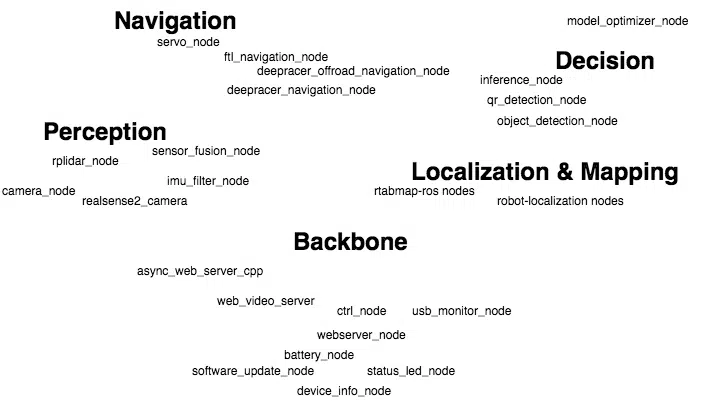 Navigation
servo_node
ftl_navigation_node
deepracer_offroad_navigation_node
deepracer_navigation_node
model_optimizer_node
Decision
inference_node
qr_detection_node
object_detection_node
Perception
sensor_fusion_node
rplidar_node
imu_filter_node
camera_node
realsense2_camera
Localization & Mapping
rtabmap-ros nodes
robot-localization nodes
Backbone
async_web_server_cpp
web_video_server
ctrl_node
usb_monitor_node
webserver_node
battery_node
software_update_node
status_led_node
device_info_node